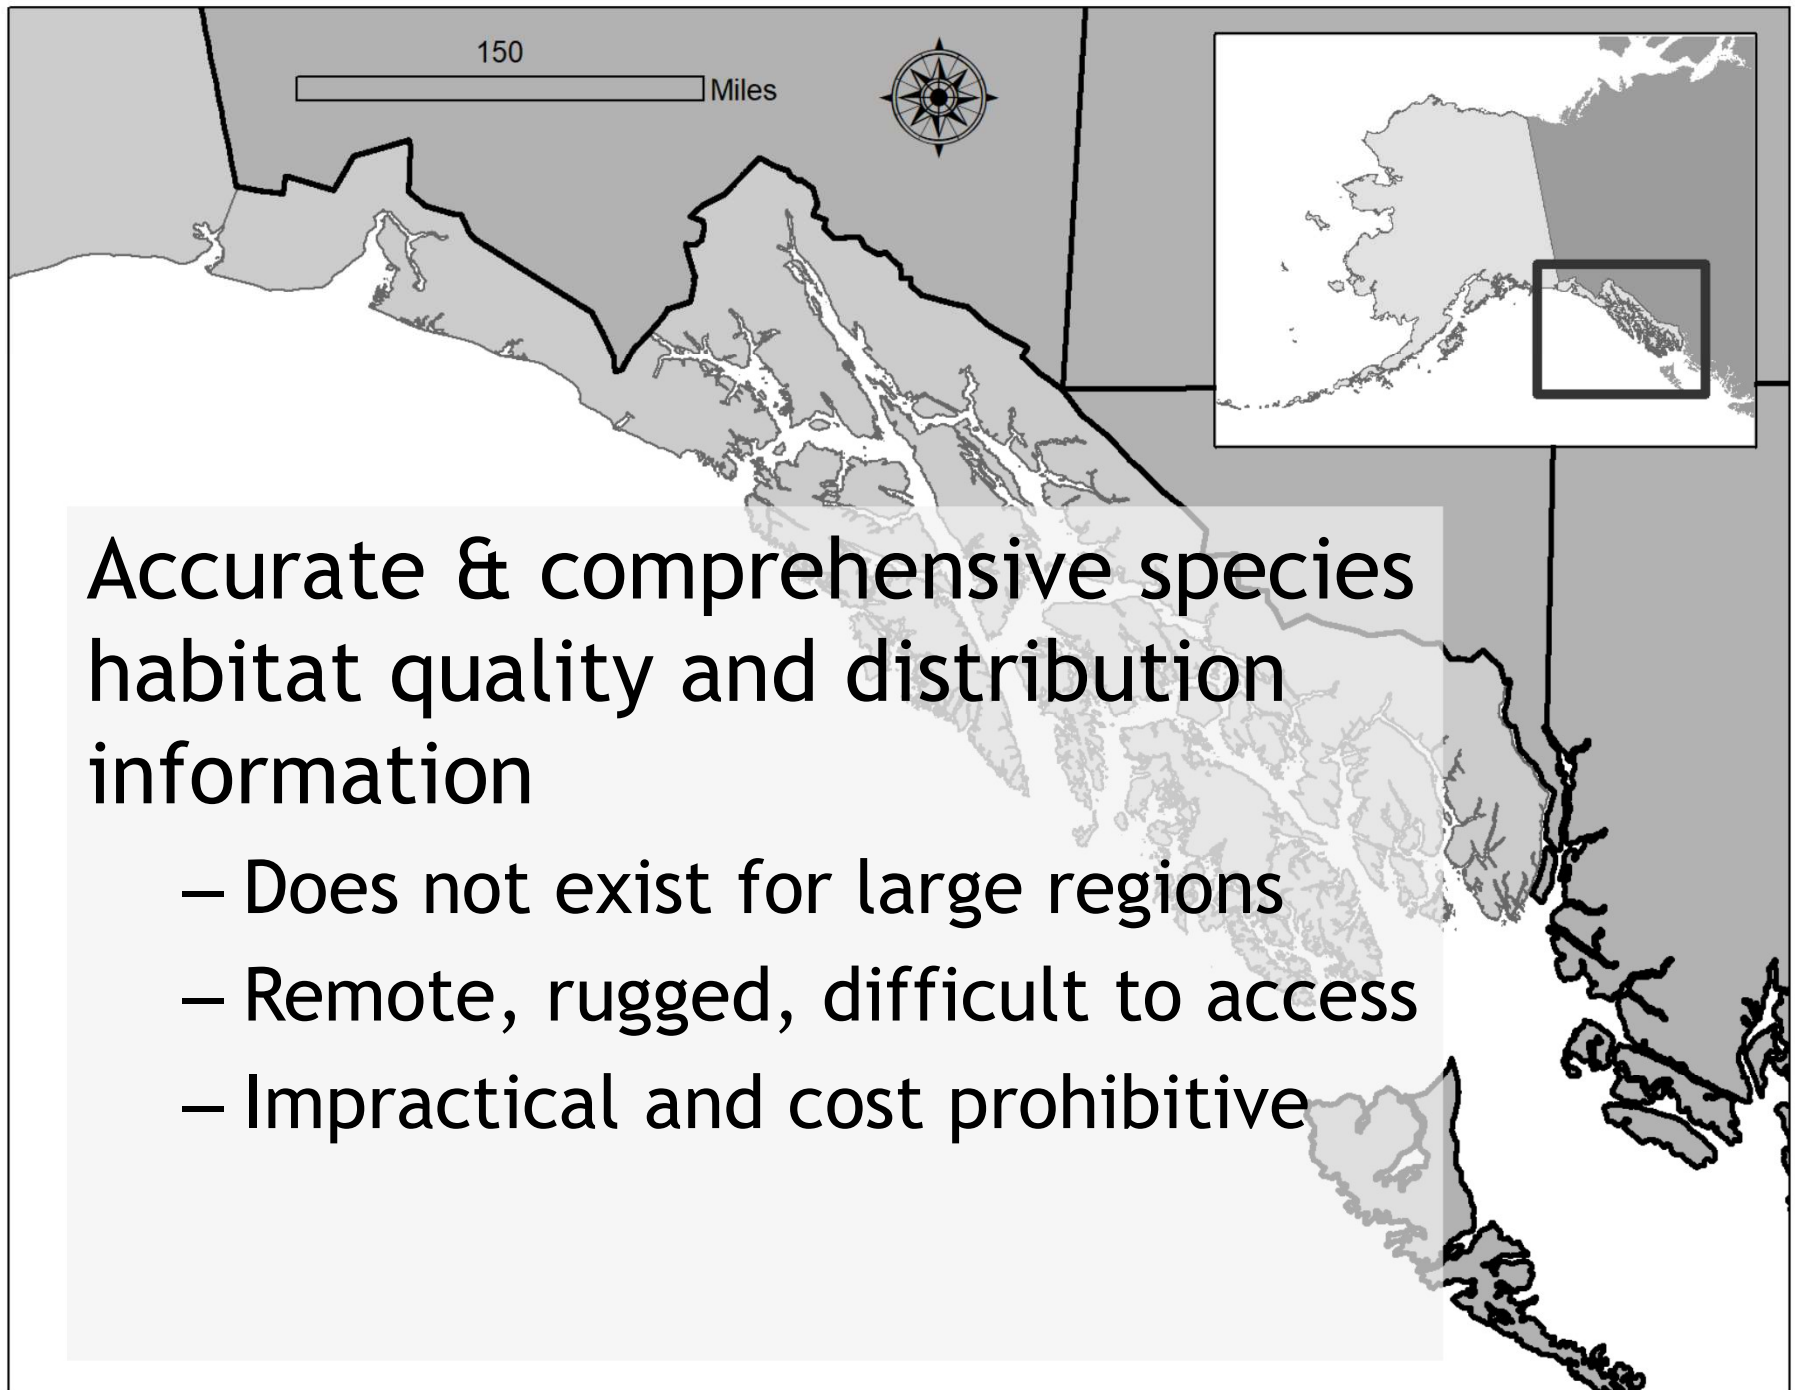 150
Miles
Accurate & comprehensive species
habitat quality and distribution
information
– Does not exist for large regions
– Remote, rugged, difficult to access
– Impractical and cost prohibitive